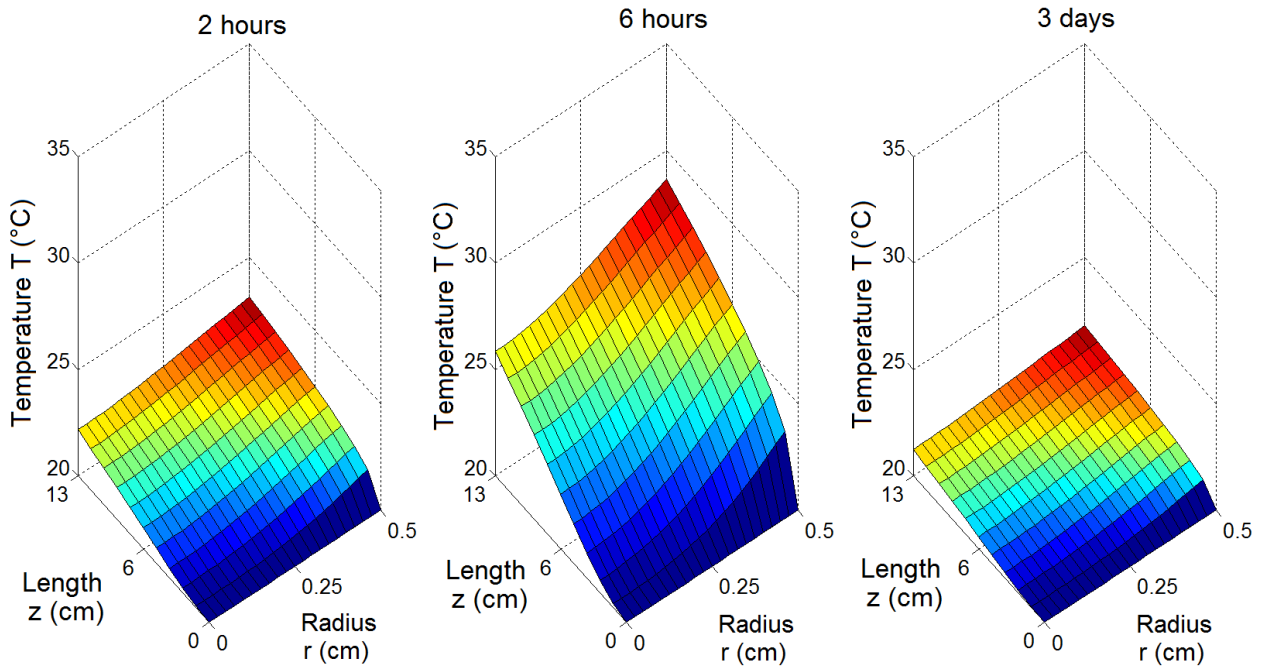 2 hours
6 hours
3 days
35
30
25
20
13
6
0
0
0.25
0.5
Temperature T (°C)
Length
z (cm)
Radius
r (cm)
35
30
25
20
13
6
0
0
0.25
0.5
Temperature T (°C)
Length
z (cm)
Radius
r (cm)
35
30
25
20
13
6
0
0
0.25
0.5
Temperature T (°C)
Length
z (cm)
Radius
r (cm)